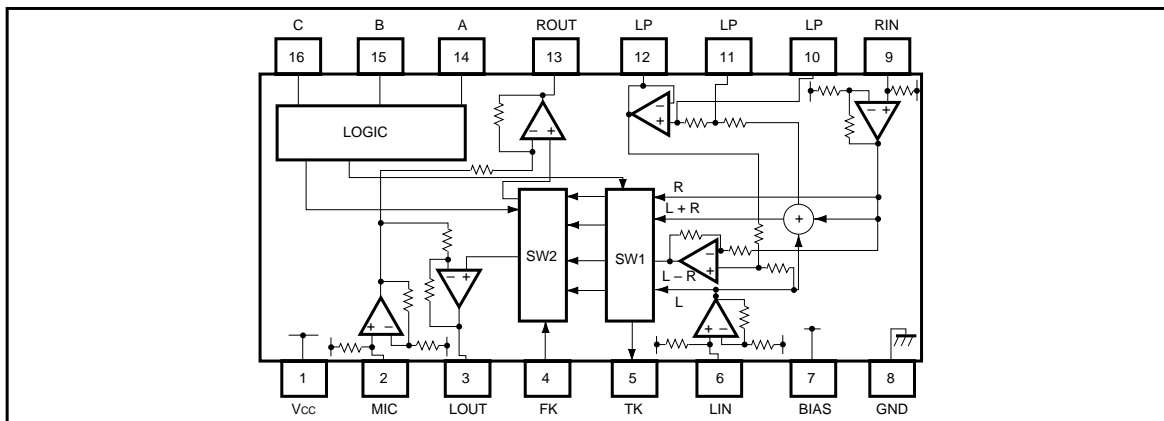 C B A ROUT LP LP LP RIN
16 15 14 13 12 11 10 9
LOGIC
− + − + − +
R
L + R
+
SW2 SW1
− +
L − R
L
− +
+ − + −
1 2 3 4 5 6 7 8
Vcc MIC LOUT FK TK LIN BIAS GND